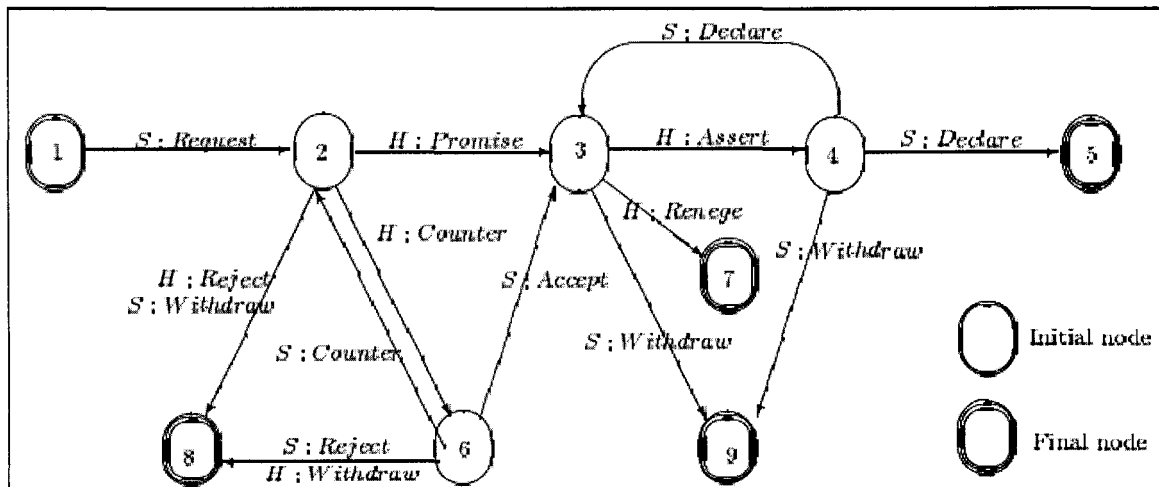 S : Declare
1
S : Request
2
H : Promise
3
H : Assert
4
S : Declare
5
H : Counter
H : Renege
7
S : Withdraw
H : Reject
S : Withdraw
S : Accept
S : Counter
S : Withdraw
Initial node
8
S : Reject
H : Withdraw
6
9
Final node